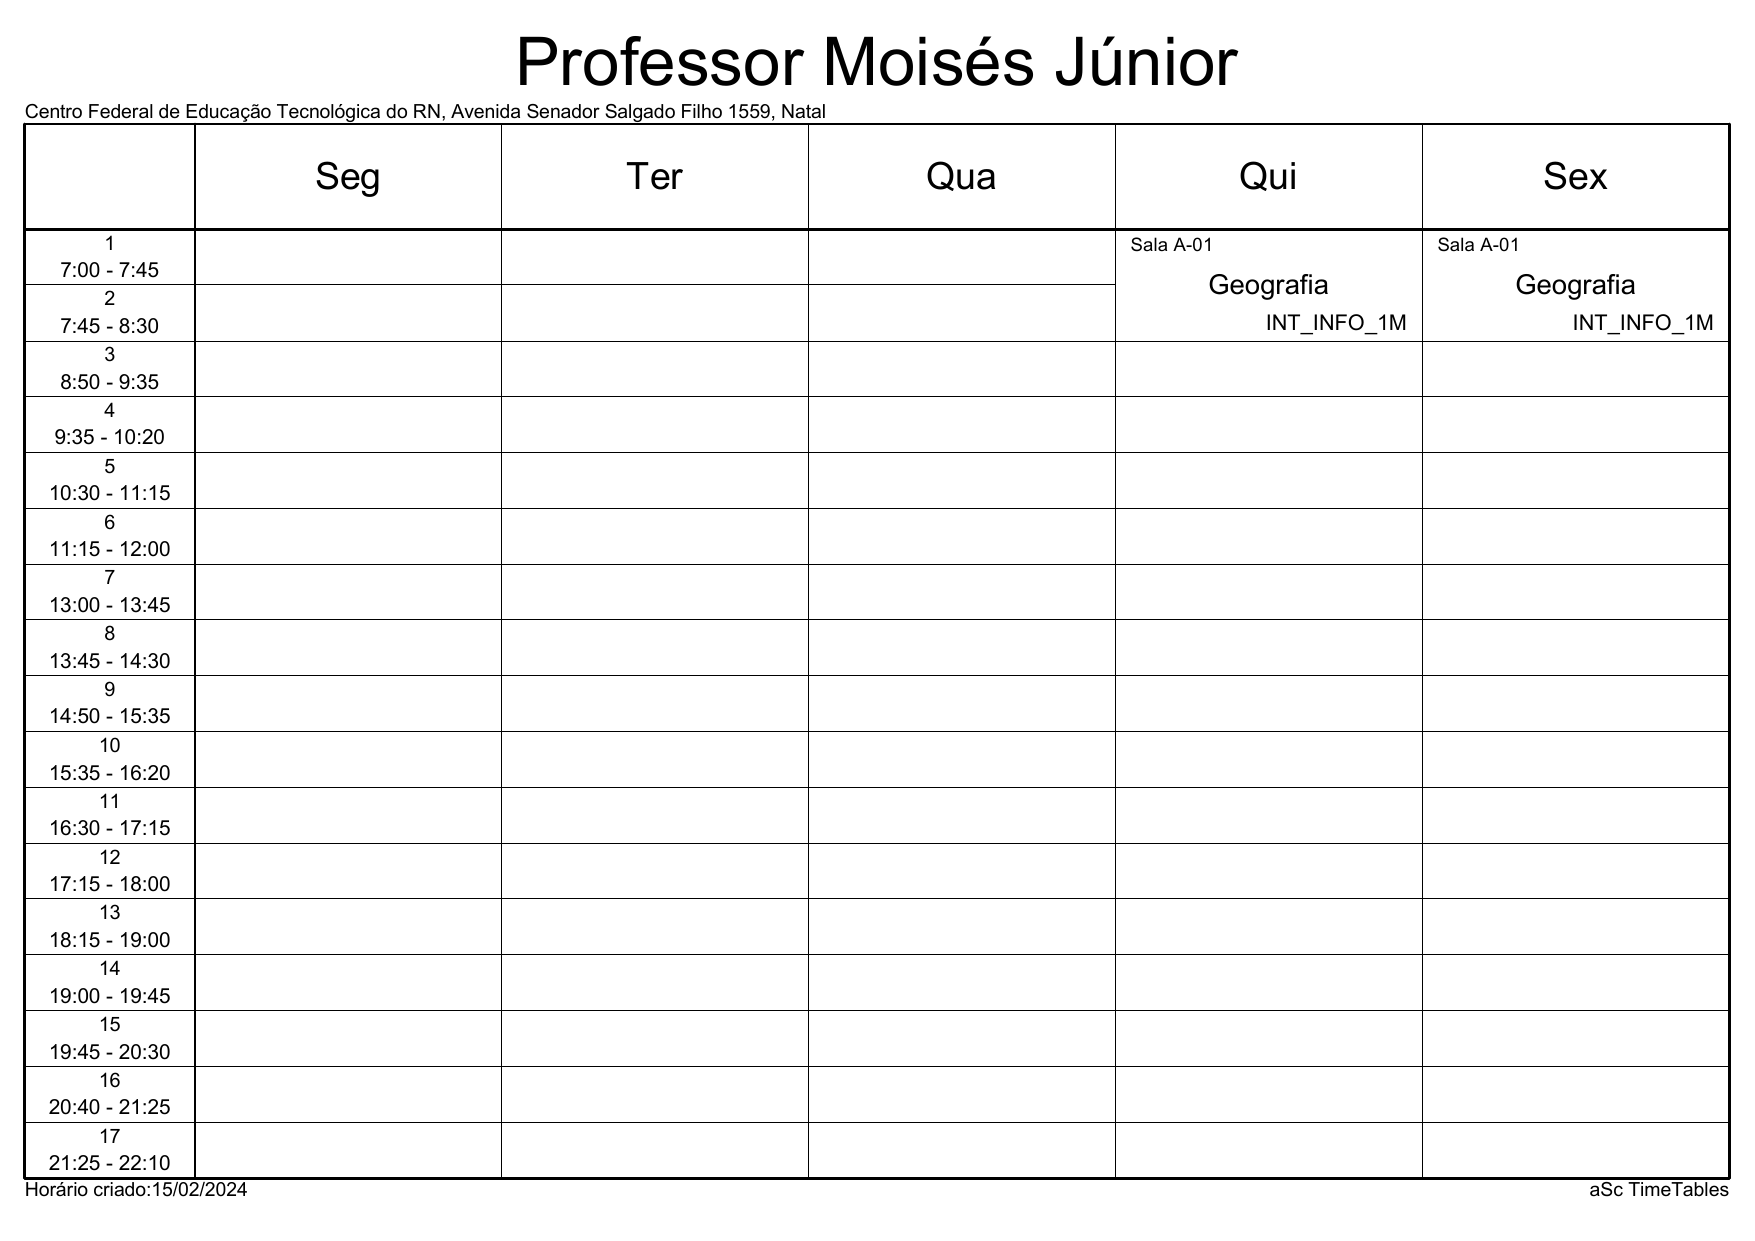 Professor Moisés Júnior
Centro Federal de Educação Tecnológica do RN, Avenida Senador Salgado Filho 1559, Natal
Seg Ter Qua Qui Sex
1
7:00 - 7:45
Sala A-01
Geografia
INT_INFO_1M
Sala A-01
Geografia
INT_INFO_1M
2
7:45 - 8:30
3
8:50 - 9:35
4
9:35 - 10:20
5
10:30 - 11:15
6
11:15 - 12:00
7
13:00 - 13:45
8
13:45 - 14:30
9
14:50 - 15:35
10
15:35 - 16:20
11
16:30 - 17:15
12
17:15 - 18:00
13
18:15 - 19:00
14
19:00 - 19:45
15
19:45 - 20:30
16
20:40 - 21:25
17
21:25 - 22:10
Horário criado:15/02/2024
aSc TimeTables